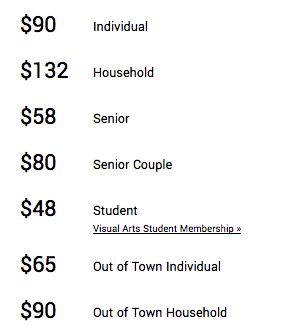 $90 Individual
$132 Household
$58 Senior
$80 Senior Couple
$48 Student
Visual Arts Student Membership »
$65 Out of Town Individual
$90 Out of Town Household